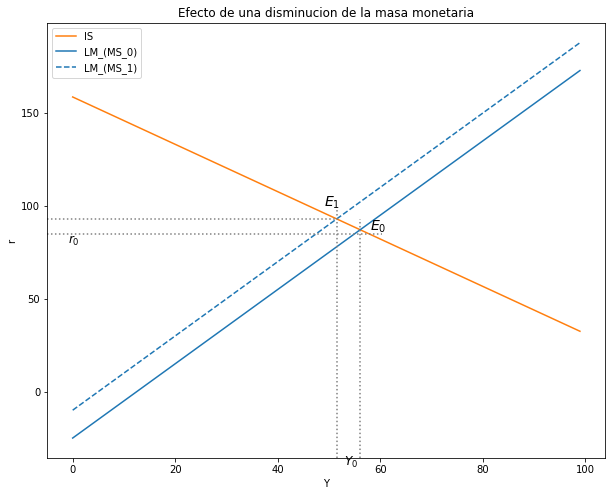 Efecto de una disminucion de la masa monetaria
IS
LM_(MS_0)
LM_(MS_1)
150
100
50
0
r
E₁
E₀
r₀
Y₀
0
20
40
60
80
100
Y